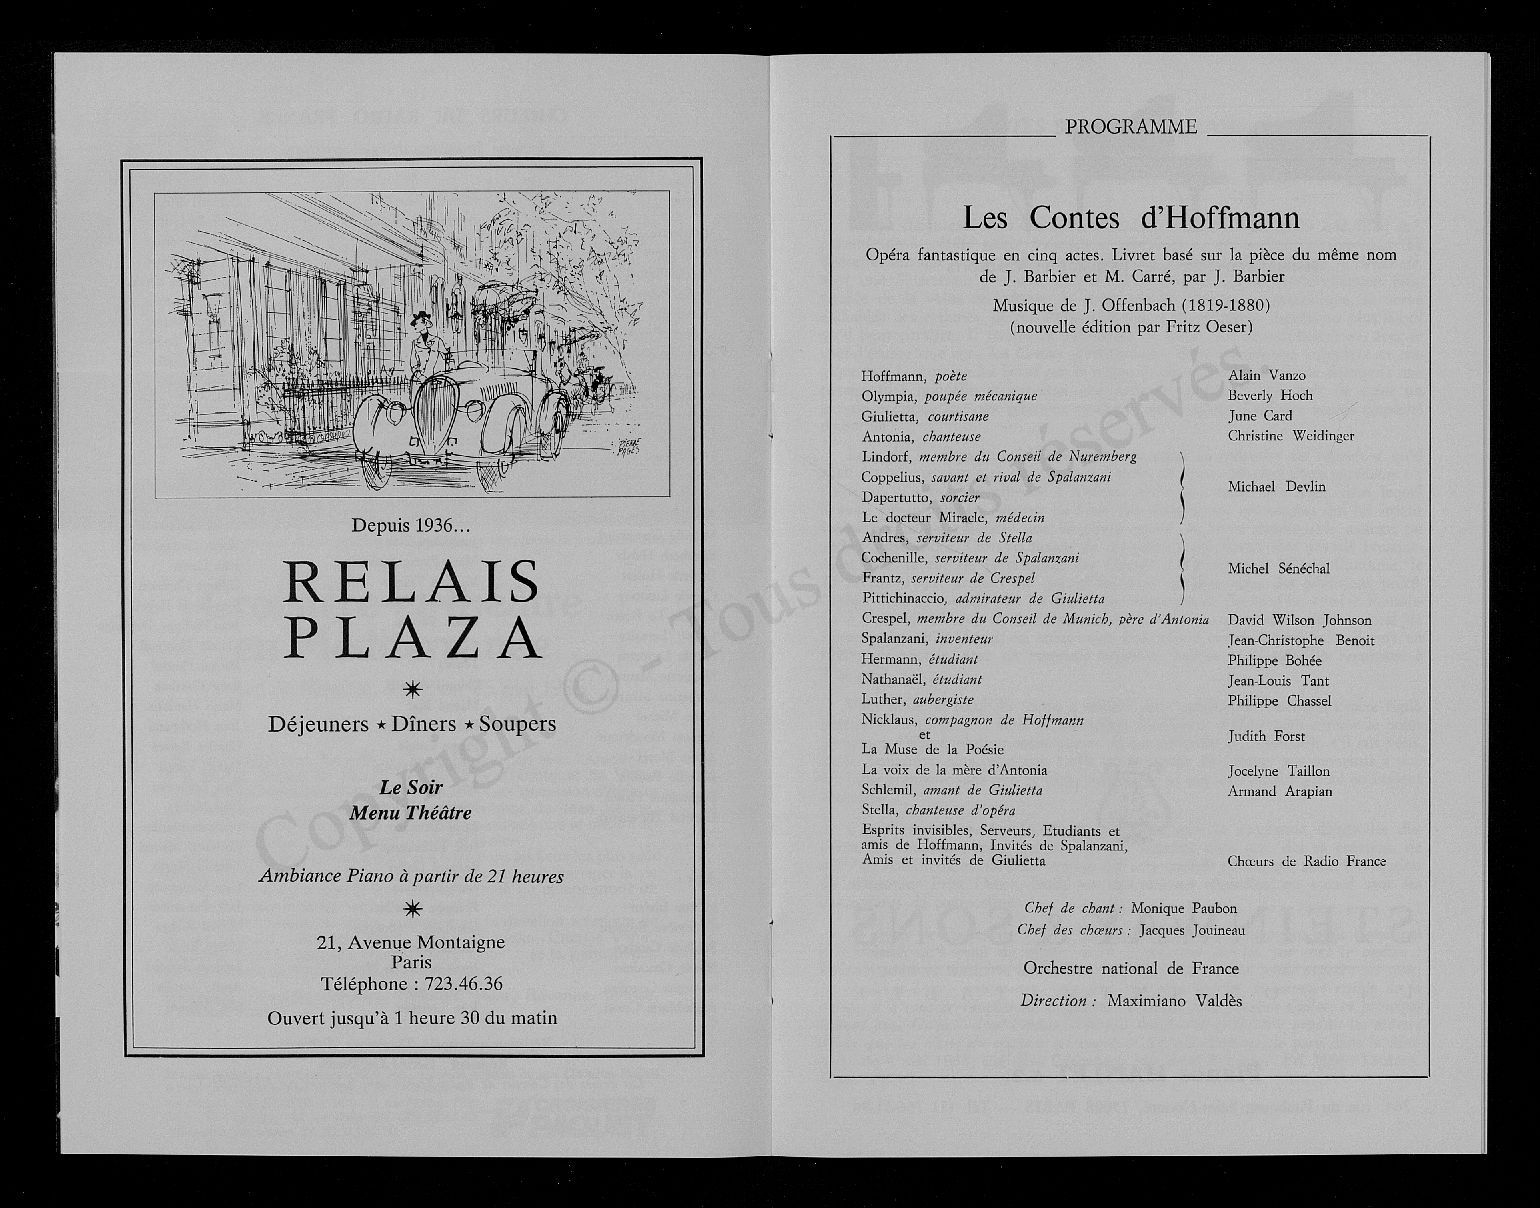 PIERRE
PAGÈS
Depuis 1936...
RELAIS
PLAZA
Déjeuners ★ Dîners ★ Soupers
Le Soir
Menu Théâtre
Ambiance Piano à partir de 21 heures
21, Avenue Montaigne
Paris
Téléphone : 723.46.36
Ouvert jusqu'à 1 heure 30 du matin
PROGRAMME
Les Contes d'Hoffmann
Opéra fantastique en cinq actes. Livret basé sur la pièce du même nom
de J. Barbier et M. Carré, par J. Barbier
Musique de J. Offenbach (1819-1880)
(nouvelle édition par Fritz Oeser)
Hoffmann, poète Alain Vanzo
Olympia, poupée mécanique Beverly Hoch
Giulietta, courtisane June Card
Antonia, chanteuse Christine Weidinger
Lindorf, membre du Conseil de Nuremberg
Coppelius, savant et rival de Spalanzani
Michael Devlin
Dapertutto, sorcier
Le docteur Miracle, médecin
Andres, serviteur de Stella
Cochenille, serviteur de Spalanzani
Michel Sénéchal
Frantz, serviteur de Crespel
Pittichinaccio, admirateur de Giulietta
Crespel, membre du Conseil de Munich, père d'Antonia David Wilson Johnson
Spalanzani, inventeur Jean-Christophe Benoit
Hermann, étudiant Philippe Bohée
Nathanaël, étudiant Jean-Louis Tant
Luther, aubergiste Philippe Chassel
Nicklaus, compagnon de Hoffmann
et Judith Forst
La Muse de la Poésie
La voix de la mère d'Antonia Jocelyne Taillon
Schlemil, amant de Giulietta Armand Arapian
Stella, chanteuse d'opéra
Esprits invisibles, Serveurs, Etudiants et
amis de Hoffmann, Invités de Spalanzani,
Amis et invités de Giulietta Chœurs de Radio France
Chef de chant : Monique Paubon
Chef des chœurs : Jacques Jouineau
Orchestre national de France
Direction : Maximiano Valdès
Copyright © - Tous droits réservés